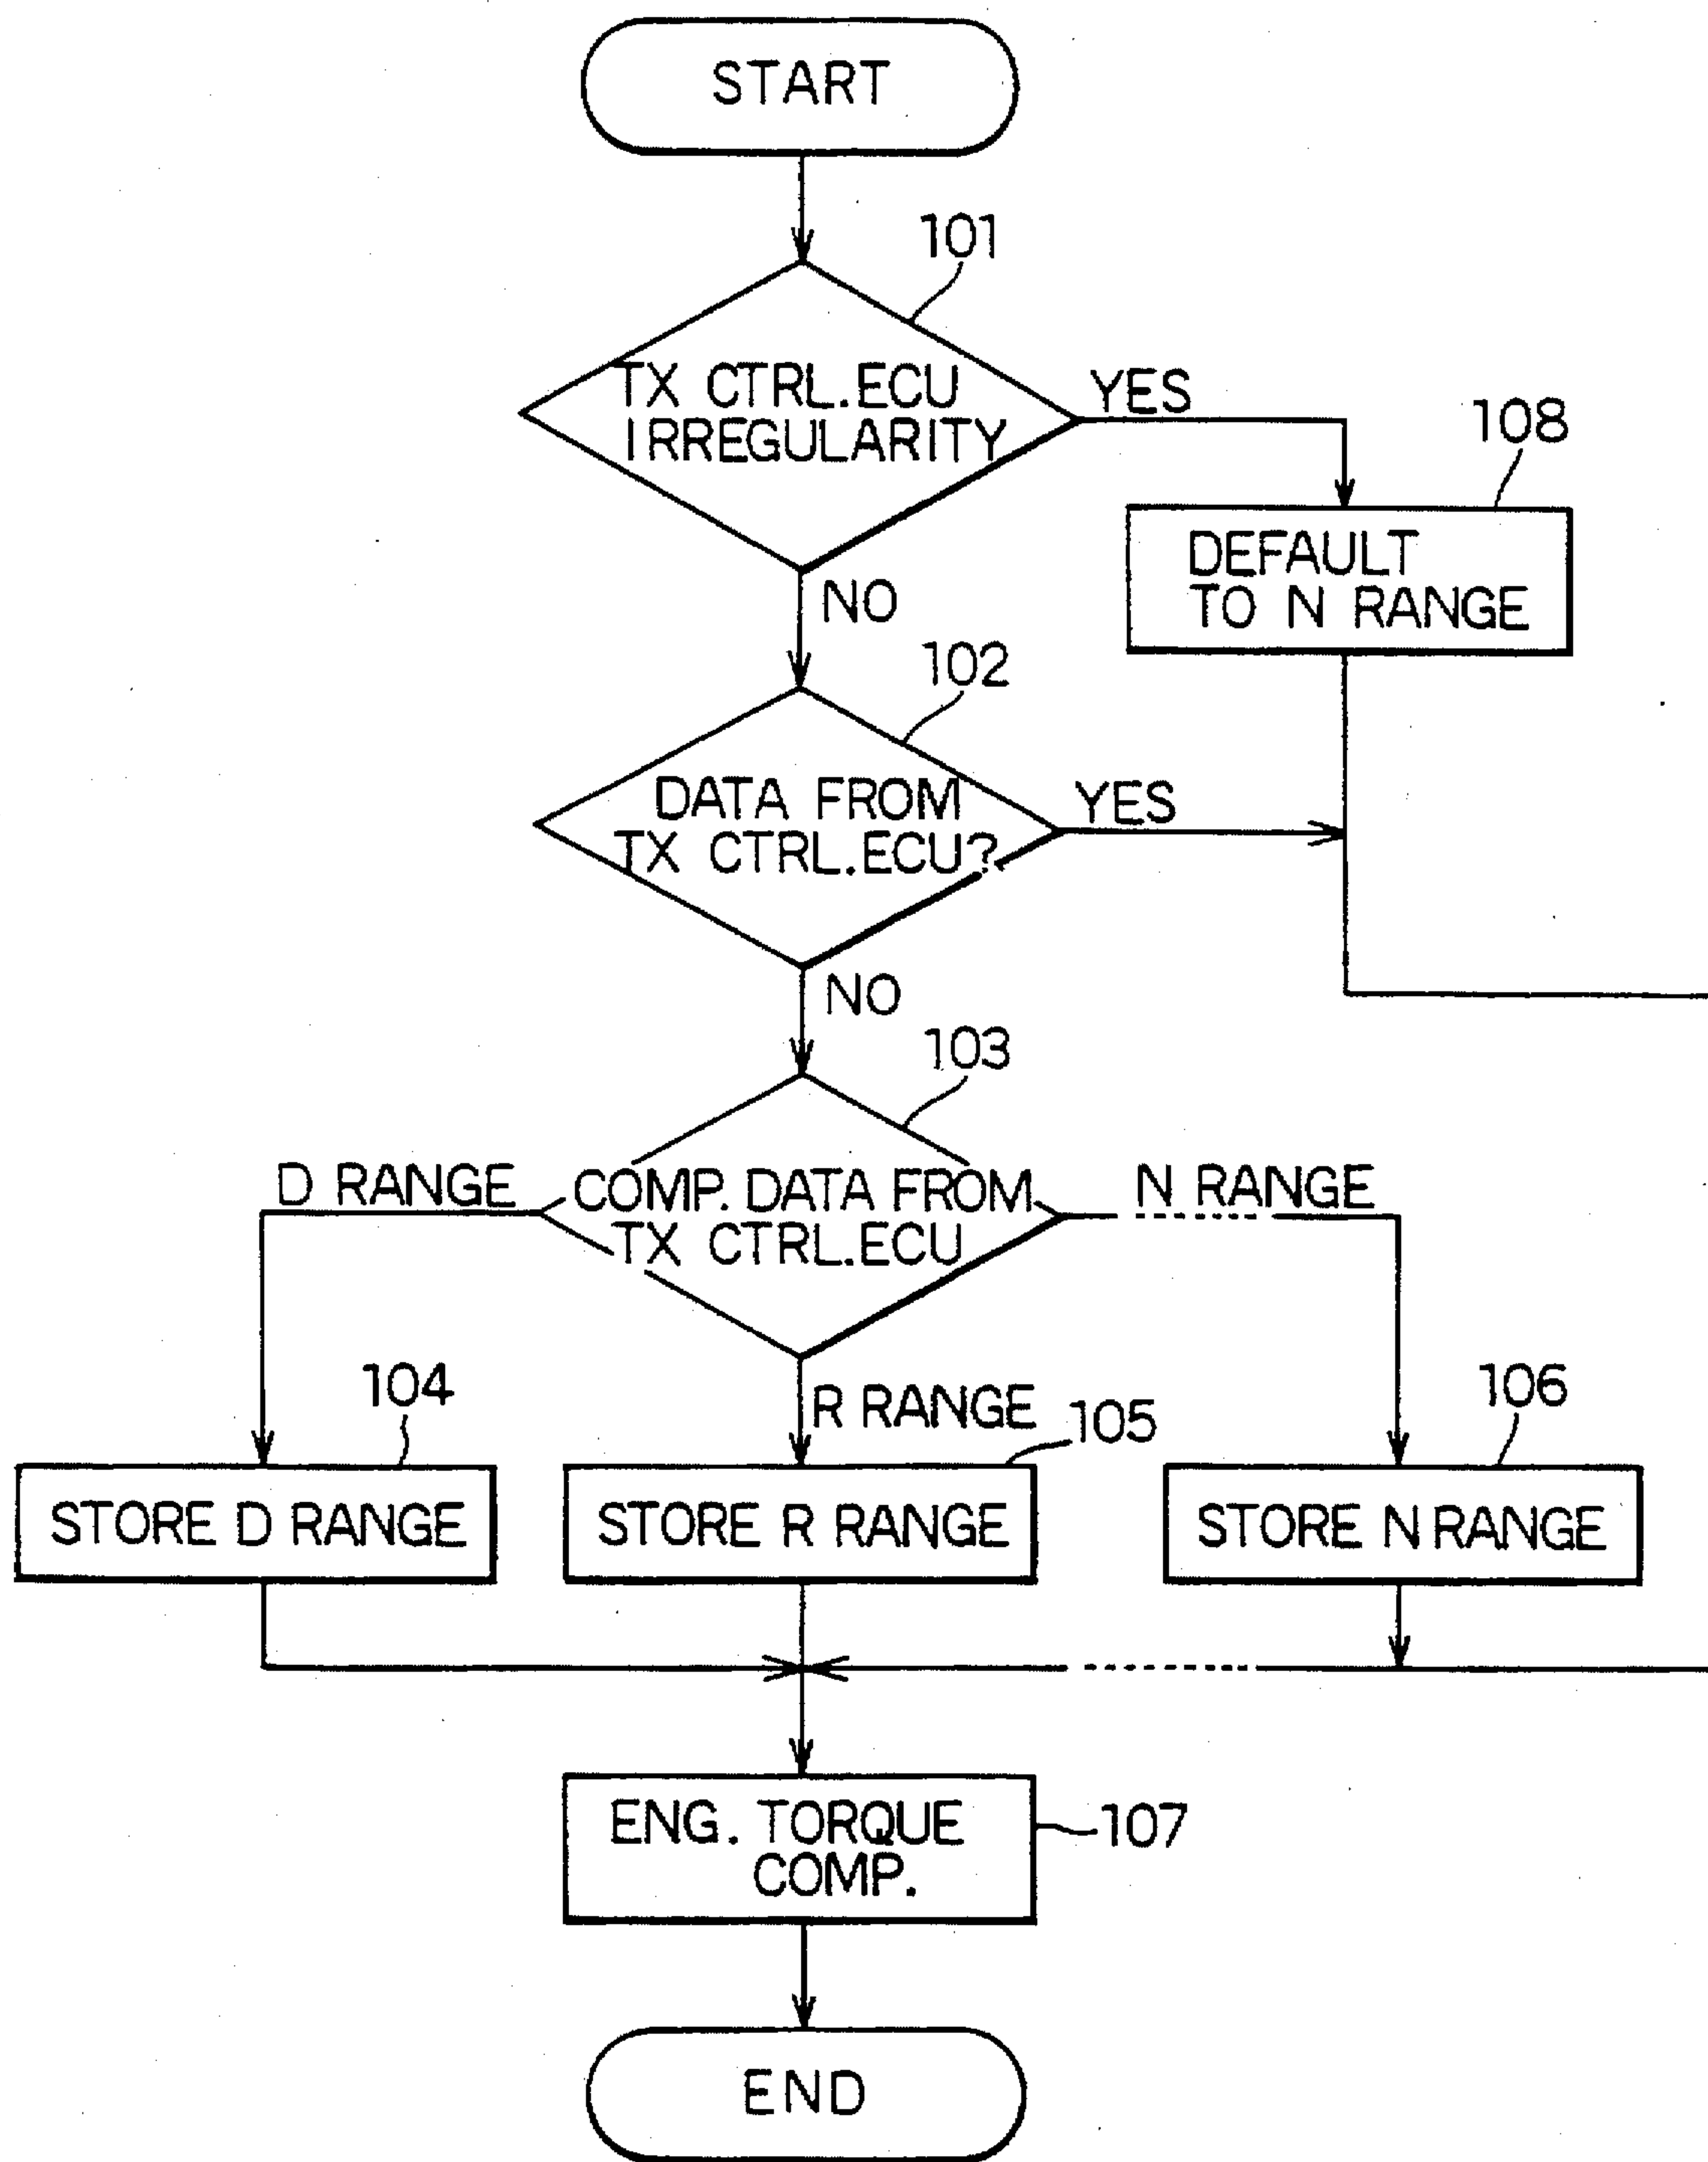 START
101
TX CTRL.ECU
IRREGULARITY
YES
108
DEFAULT
TO N RANGE
NO
102
DATA FROM
TX CTRL.ECU?
YES
NO
103
D RANGE
COMP. DATA FROM
TX CTRL.ECU
N RANGE
104
R RANGE
105
106
STORE D RANGE
STORE R RANGE
STORE N RANGE
ENG. TORQUE
COMP.
107
END